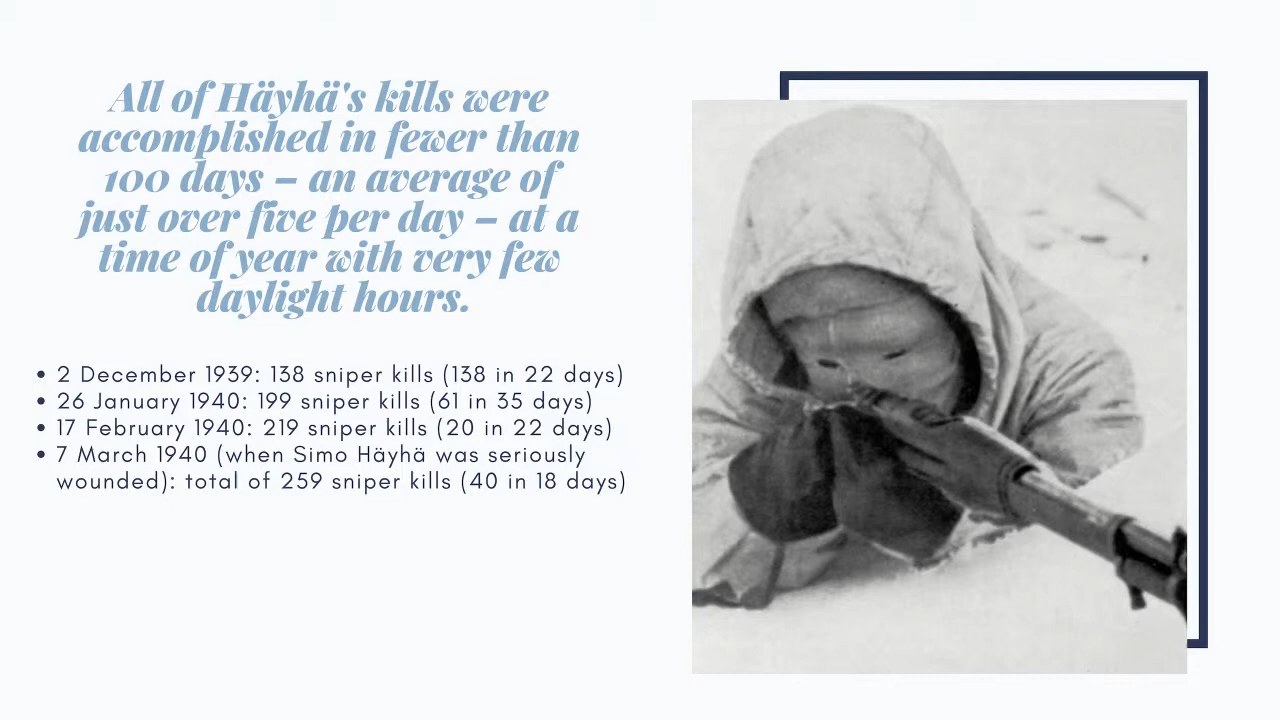 All of Häyhä's kills were
accomplished in fewer than
100 days – an average of
just over five per day – at a
time of year with very few
daylight hours.
• 2 December 1939: 138 sniper kills (138 in 22 days)
• 26 January 1940: 199 sniper kills (61 in 35 days)
• 17 February 1940: 219 sniper kills (20 in 22 days)
• 7 March 1940 (when Simo Häyhä was seriously
wounded): total of 259 sniper kills (40 in 18 days)